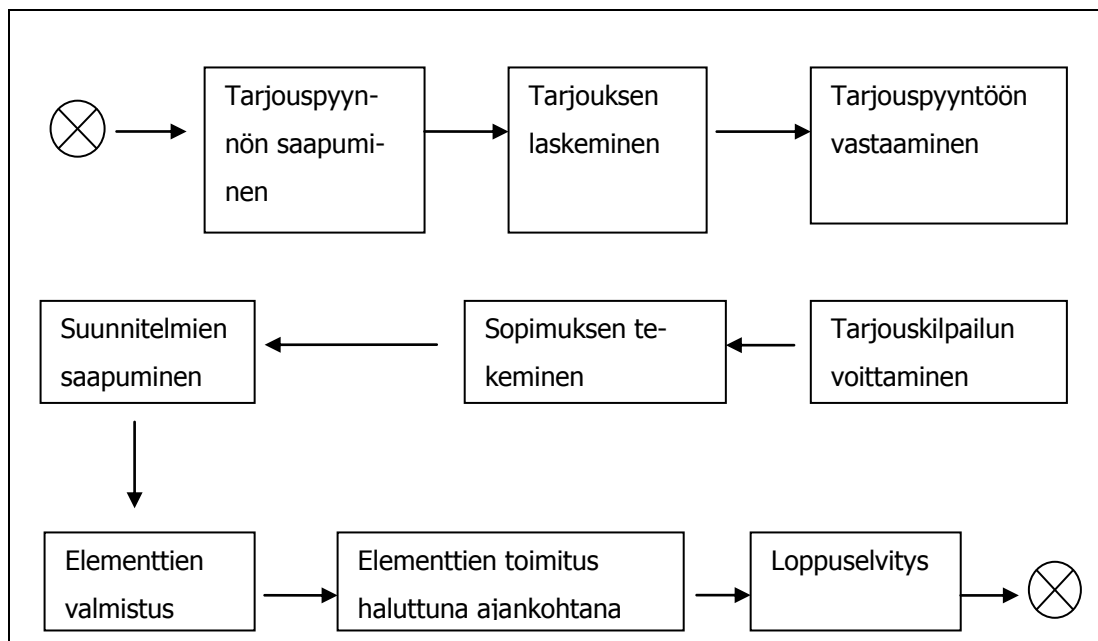 Tarjouspyyn-
nön saapumi-
nen
Tarjouksen
laskeminen
Tarjouspyyntöön
vastaaminen
Tarjouskilpailun
voittaminen
Sopimuksen te-
keminen
Suunnitelmien
saapuminen
Elementtien
valmistus
Elementtien toimitus
haluttuna ajankohtana
Loppuselvitys